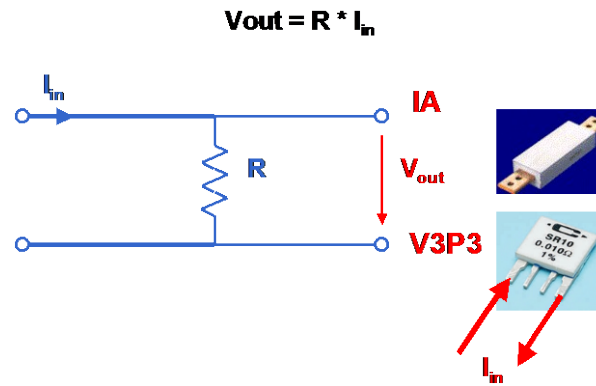 Vout = R * Iin
Iin
IA
R
Vout
V3P3
SR10
0.010Ω
1%
Iin